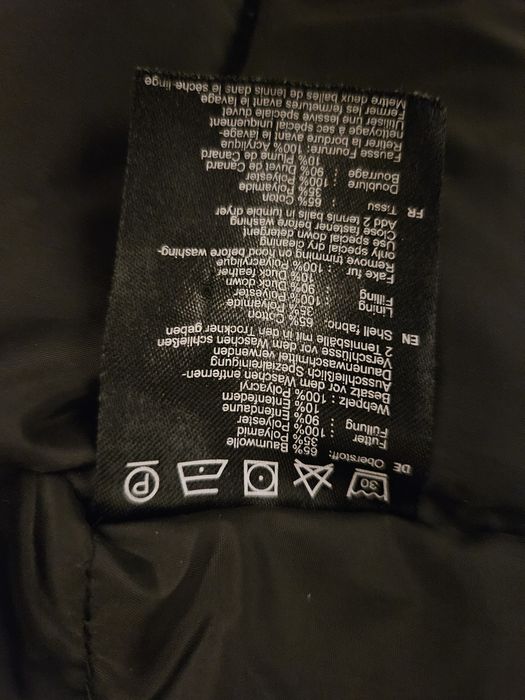 30 P
DE Oberstoff: 65% Baumwolle
35% Polyamid
Futter : 100% Polyester
Füllung : 90% Entendaune
10% Entenfedern
Webpelz: 100% Polyacryl
Besatz vor dem Waschen entfernen-
Ausschließlich Spezialreinigung
Daunenwaschmittel verwenden
Verschlüsse vor dem Waschen schließen
2 Tennisbälle mit in den Trockner geben
EN Shell fabric: 65% Cotton
35% Polyamide
Lining : 100% Polyester
Filling : 90% Duck down
10% Duck feather
Fake fur : 100% Polyacrylique
Remove trimming on hood before washing-
only special dry cleaning
Use special down detergent
Close fastener before washing
Add 2 tennis balls in tumble dryer
FR Tissu : 65% Coton
35% Polyamide
Doublure : 100% Polyester
Bourrage : 90% Duvet de Canard
10% Plume de Canard
Fausse Fourrure: 100% Acrylique
Retirer la bordure avant le lavage-
Nettoyage a sec spécial uniquement
Utiliser une lessive spéciale duvet
Fermer les fermetures avant le lavage
Metre deux balles de tennis dans le séche-linge